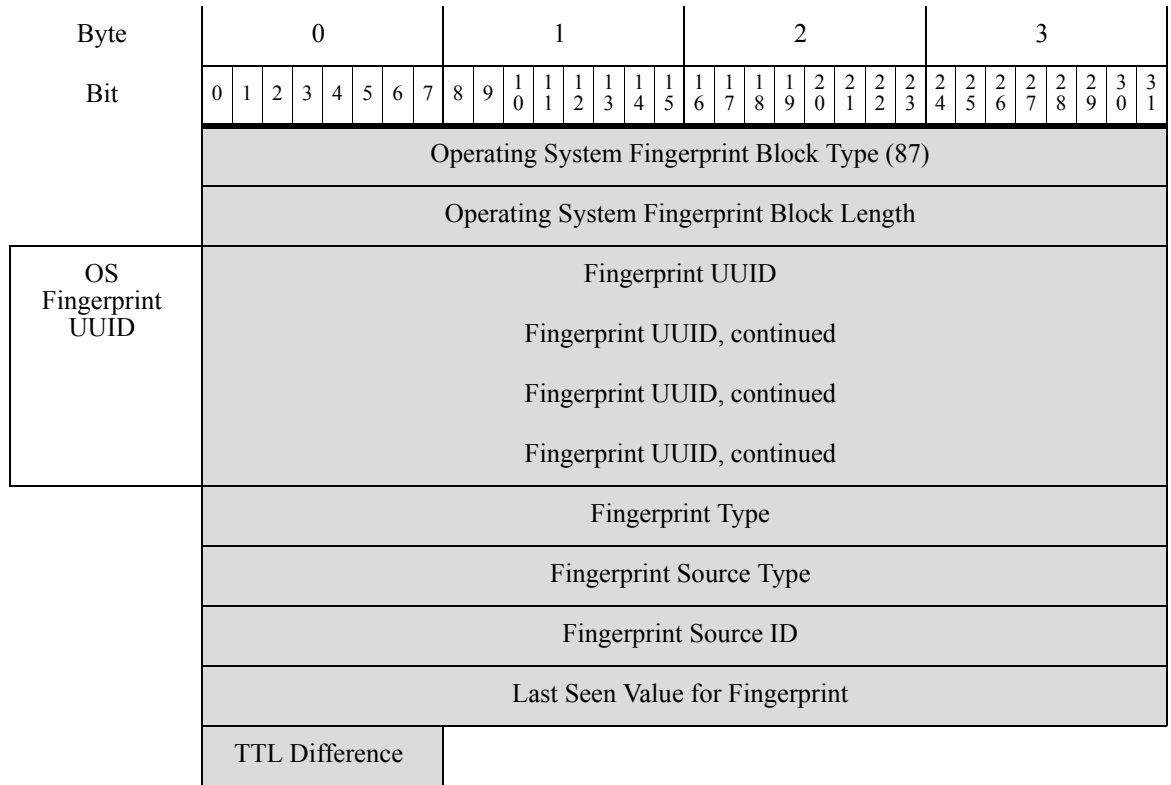 Byte 0 1 2 3
Bit 0 1 2 3 4 5 6 7 8 9 10 11 12 13 14 15 16 17 18 19 20 21 22 23 24 25 26 27 28 29 30 31
Operating System Fingerprint Block Type (87)
Operating System Fingerprint Block Length
OS
Fingerprint
UUID
Fingerprint UUID
Fingerprint UUID, continued
Fingerprint UUID, continued
Fingerprint UUID, continued
Fingerprint Type
Fingerprint Source Type
Fingerprint Source ID
Last Seen Value for Fingerprint
TTL Difference